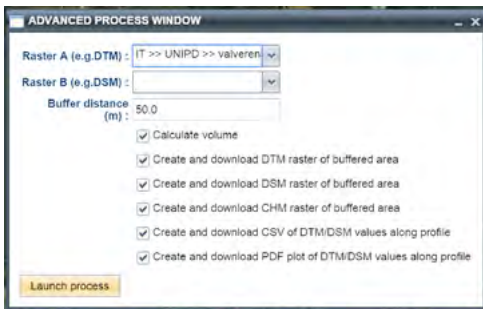 ADVANCED PROCESS WINDOW
Raster A (e.g.DTM) : IT >> UNIPD >> valveren
Raster B (e.g.DSM) :
Buffer distance (m) : 50.0
Calculate volume
Create and download DTM raster of buffered area
Create and download DSM raster of buffered area
Create and download CHM raster of buffered area
Create and download CSV of DTM/DSM values along profile
Create and download PDF plot of DTM/DSM values along profile
Launch process